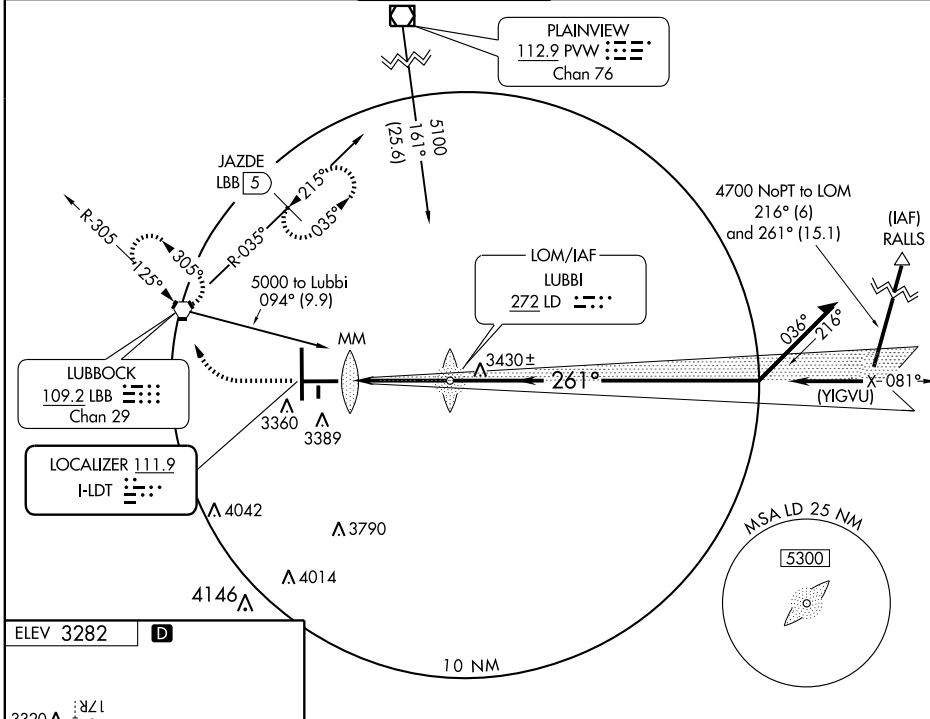 PLAINVIEW
112.9 PVW
Chan 76
5100
161°
(25.6)
JAZDE
LBB 5
215°
035°
R-035°
R-305
305°
125°
5000 to Lubbi
094° (9.9)
4700 NoPT to LOM
216° (6)
and 261° (15.1)
(IAF)
RALLS
LOM/IAF
LUBBI
272 LD
036°
216°
MM
3430±
261°
X
081°
(YIGVU)
LUBBOCK
109.2 LBB
Chan 29
3360
3389
LOCALIZER 111.9
I-LDT
4042
3790
4014
4146
MSA LD 25 NM
5300
10 NM
ELEV 3282 D
17R
3320